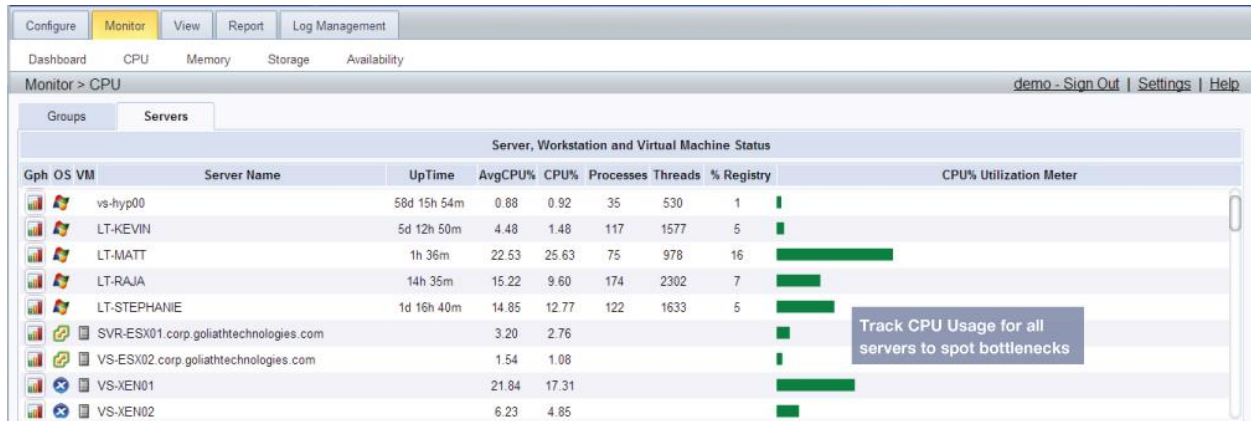 Configure Monitor View Report Log Management
Dashboard CPU Memory Storage Availability
Monitor > CPU demo - Sign Out | Settings | Help
Groups Servers
Server, Workstation and Virtual Machine Status
Gph OS VM Server Name UpTime AvgCPU% CPU% Processes Threads % Registry CPU% Utilization Meter
vs-hyp00 58d 15h 54m 0.88 0.92 35 530 1
LT-KEVIN 5d 12h 50m 4.48 1.48 117 1577 5
LT-MATT 1h 36m 22.53 25.63 75 978 16
LT-RAJA 14h 35m 15.22 9.60 174 2302 7
LT-STEPHANIE 1d 16h 40m 14.85 12.77 122 1633 5
SVR-ESX01.corp.goliathtechnologies.com 3.20 2.76
Track CPU Usage for all
servers to spot bottlenecks
VS-ESX02.corp.goliathtechnologies.com 1.54 1.08
VS-XEN01 21.84 17.31
VS-XEN02 6.23 4.85